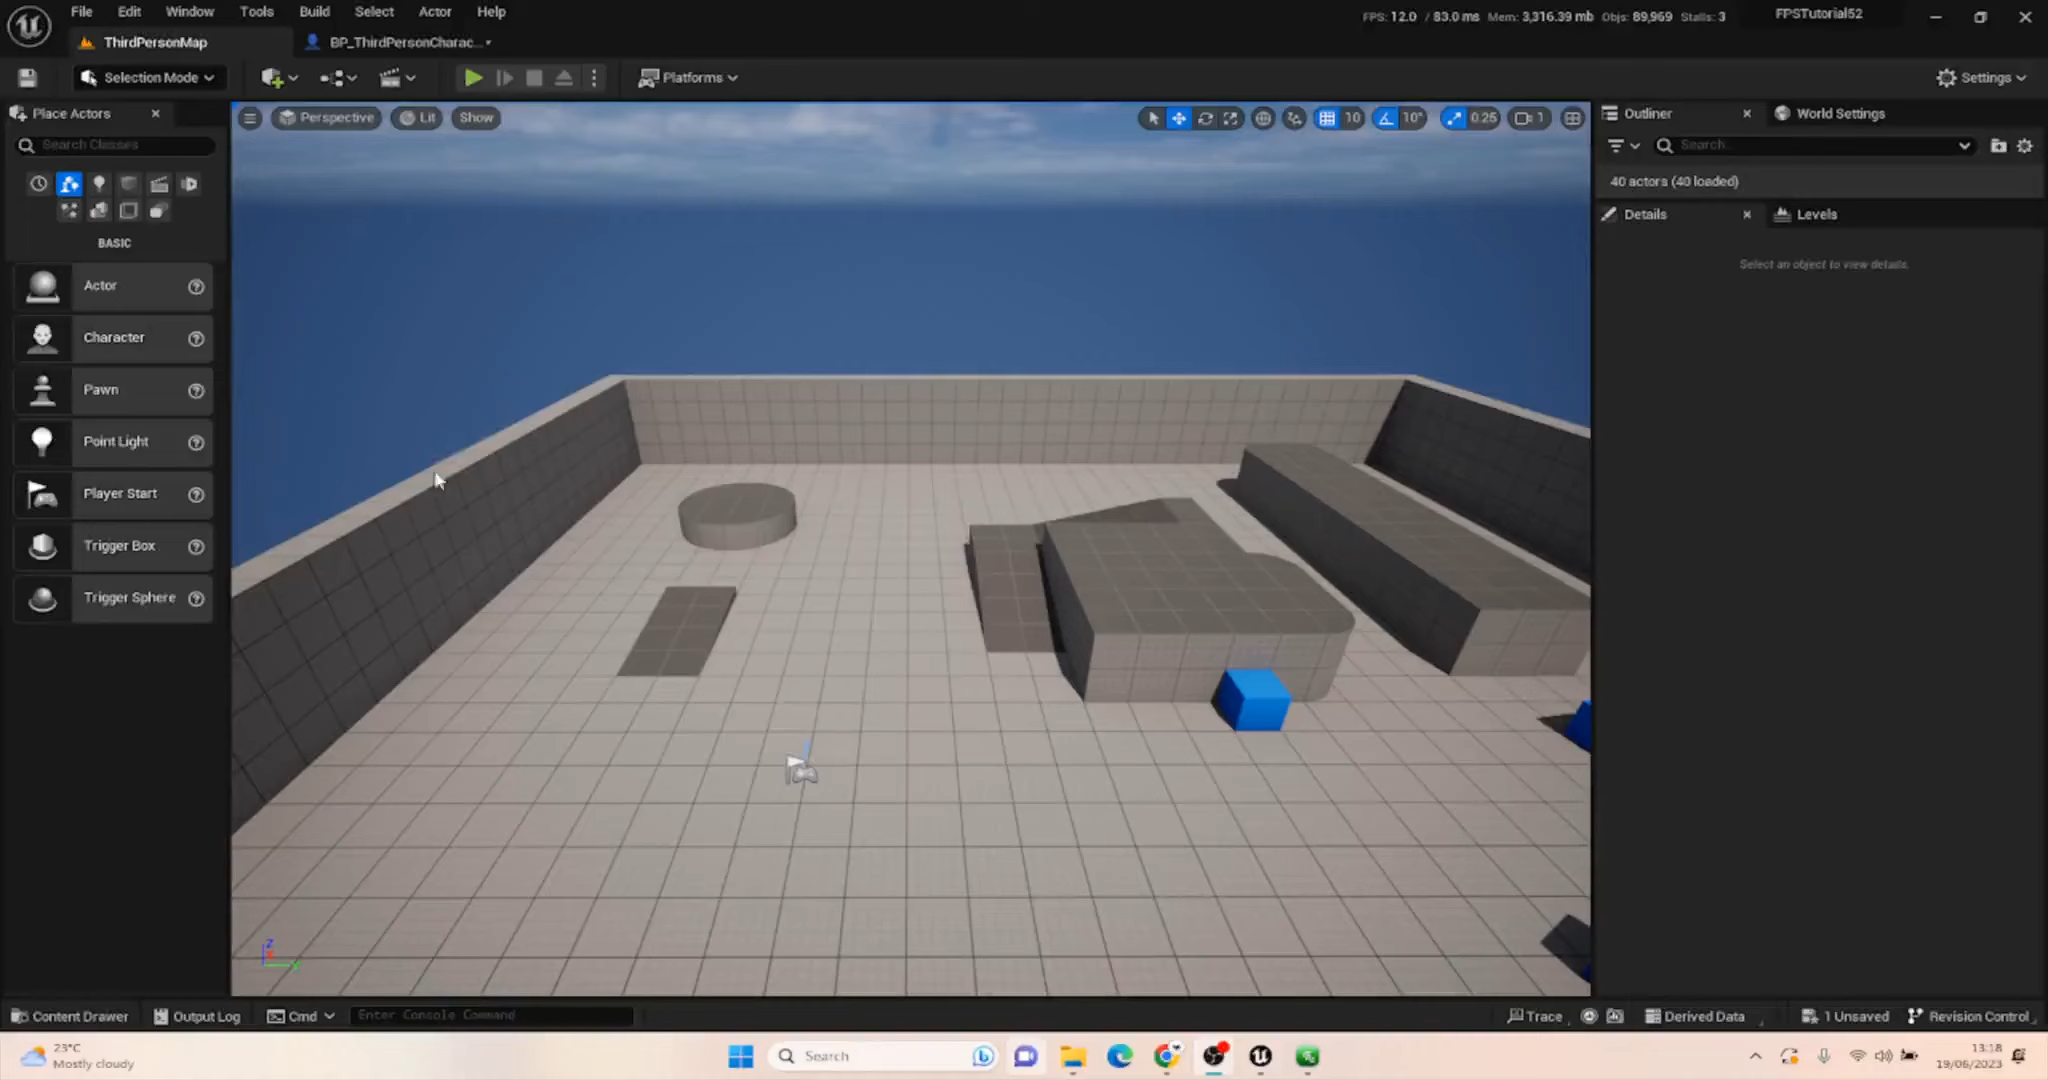 File Edit Window Tools Build Select Actor Help
FPS: 12.0 / 83.0 ms Mem: 3,316.39 mb Objs: 89,969 Stalls: 3
FPSTutorial52
ThirdPersonMap
BP_ThirdPersonCharac...
Selection Mode
Platforms
Settings
Place Actors
Search Classes
BASIC
Actor
Character
Pawn
Point Light
Player Start
Trigger Box
Trigger Sphere
Perspective
Lit
Show
10
10°
0.25
1
Outliner
World Settings
Search...
40 actors (40 loaded)
Details
Levels
Select an object to view details.
Z
Content Drawer
Output Log
Cmd
Enter Console Command
Trace
Derived Data
1 Unsaved
Revision Control
23°C
Mostly cloudy
Search
13:18
19/06/2023